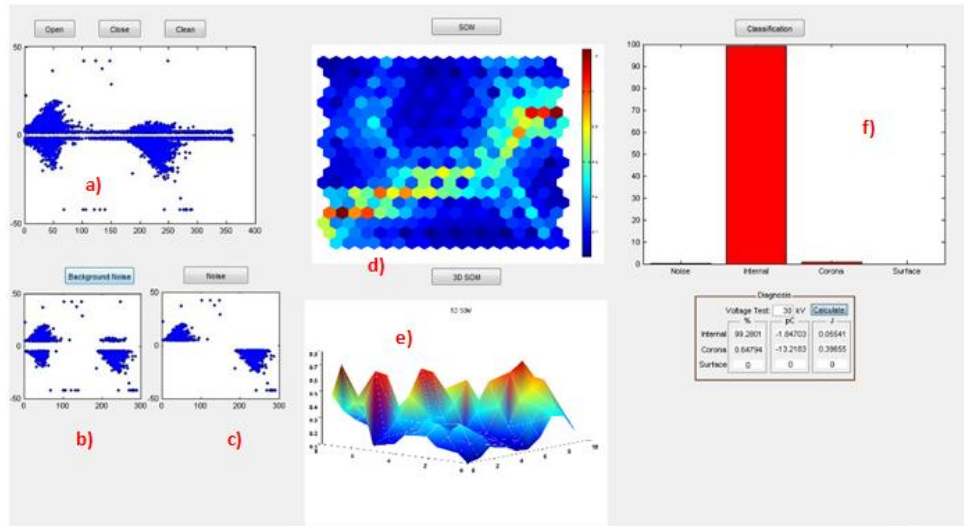 Open Close Clean
50
0
-50
0 50 100 150 200 250 300 350 400
a)
Background Noise Noise
50
0
-50
0 100 200 300
b)
50
0
-50
0 100 200 300
c)
SOM
d)
3D SOM
e)
Classification
100
90
80
70
60
50
40
30
20
10
0
Noise Internal Corona Surface
f)
Diagnosis
Voltage Test: 30 kV Calculate
% pC J
Internal 99.2801 -1.84703 0.05541
Corona 0.64794 -13.2183 0.39655
Surface 0 0 0